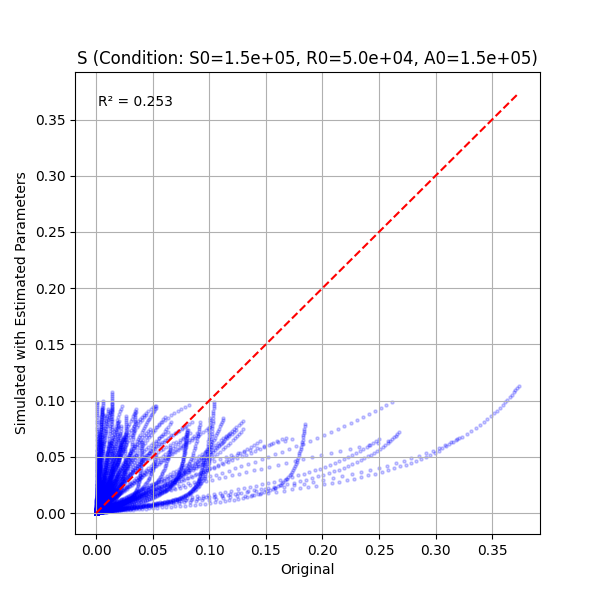 S (Condition: S0=1.5e+05, R0=5.0e+04, A0=1.5e+05)
R² = 0.253
Simulated with Estimated Parameters
0.35
0.30
0.25
0.20
0.15
0.10
0.05
0.00
0.00 0.05 0.10 0.15 0.20 0.25 0.30 0.35
Original